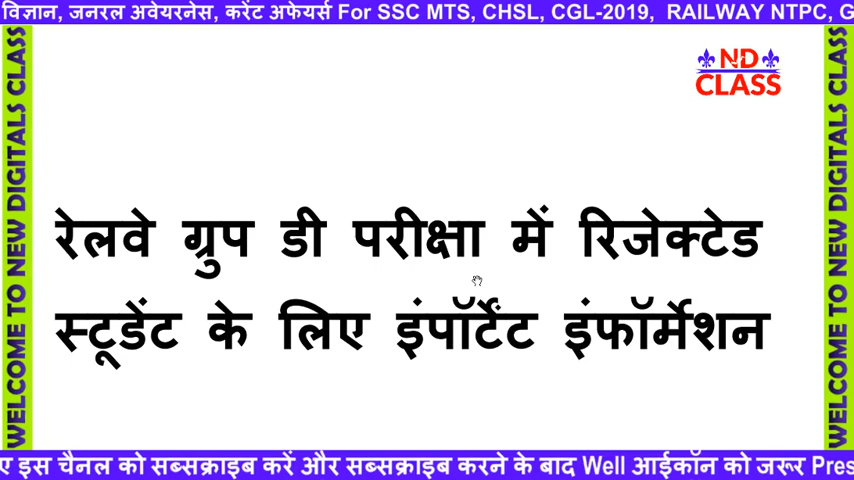 विज्ञान, जनरल अवेयरनेस, करेंट अफेयर्स For SSC MTS, CHSL, CGL-2019, RAILWAY NTPC, G
ND
CLASS
WELCOME TO NEW DIGITALS CLASS
रेलवे ग्रुप डी परीक्षा में रिजेक्टेड
स्टूडेंट के लिए इंपॉर्टेंट इंफॉर्मेशन
WELCOME TO NEW DIGITALS CLASS
ए इस चैनल को सब्सक्राइब करें और सब्सक्राइब करने के बाद Well आईकॉन को जरूर Pres